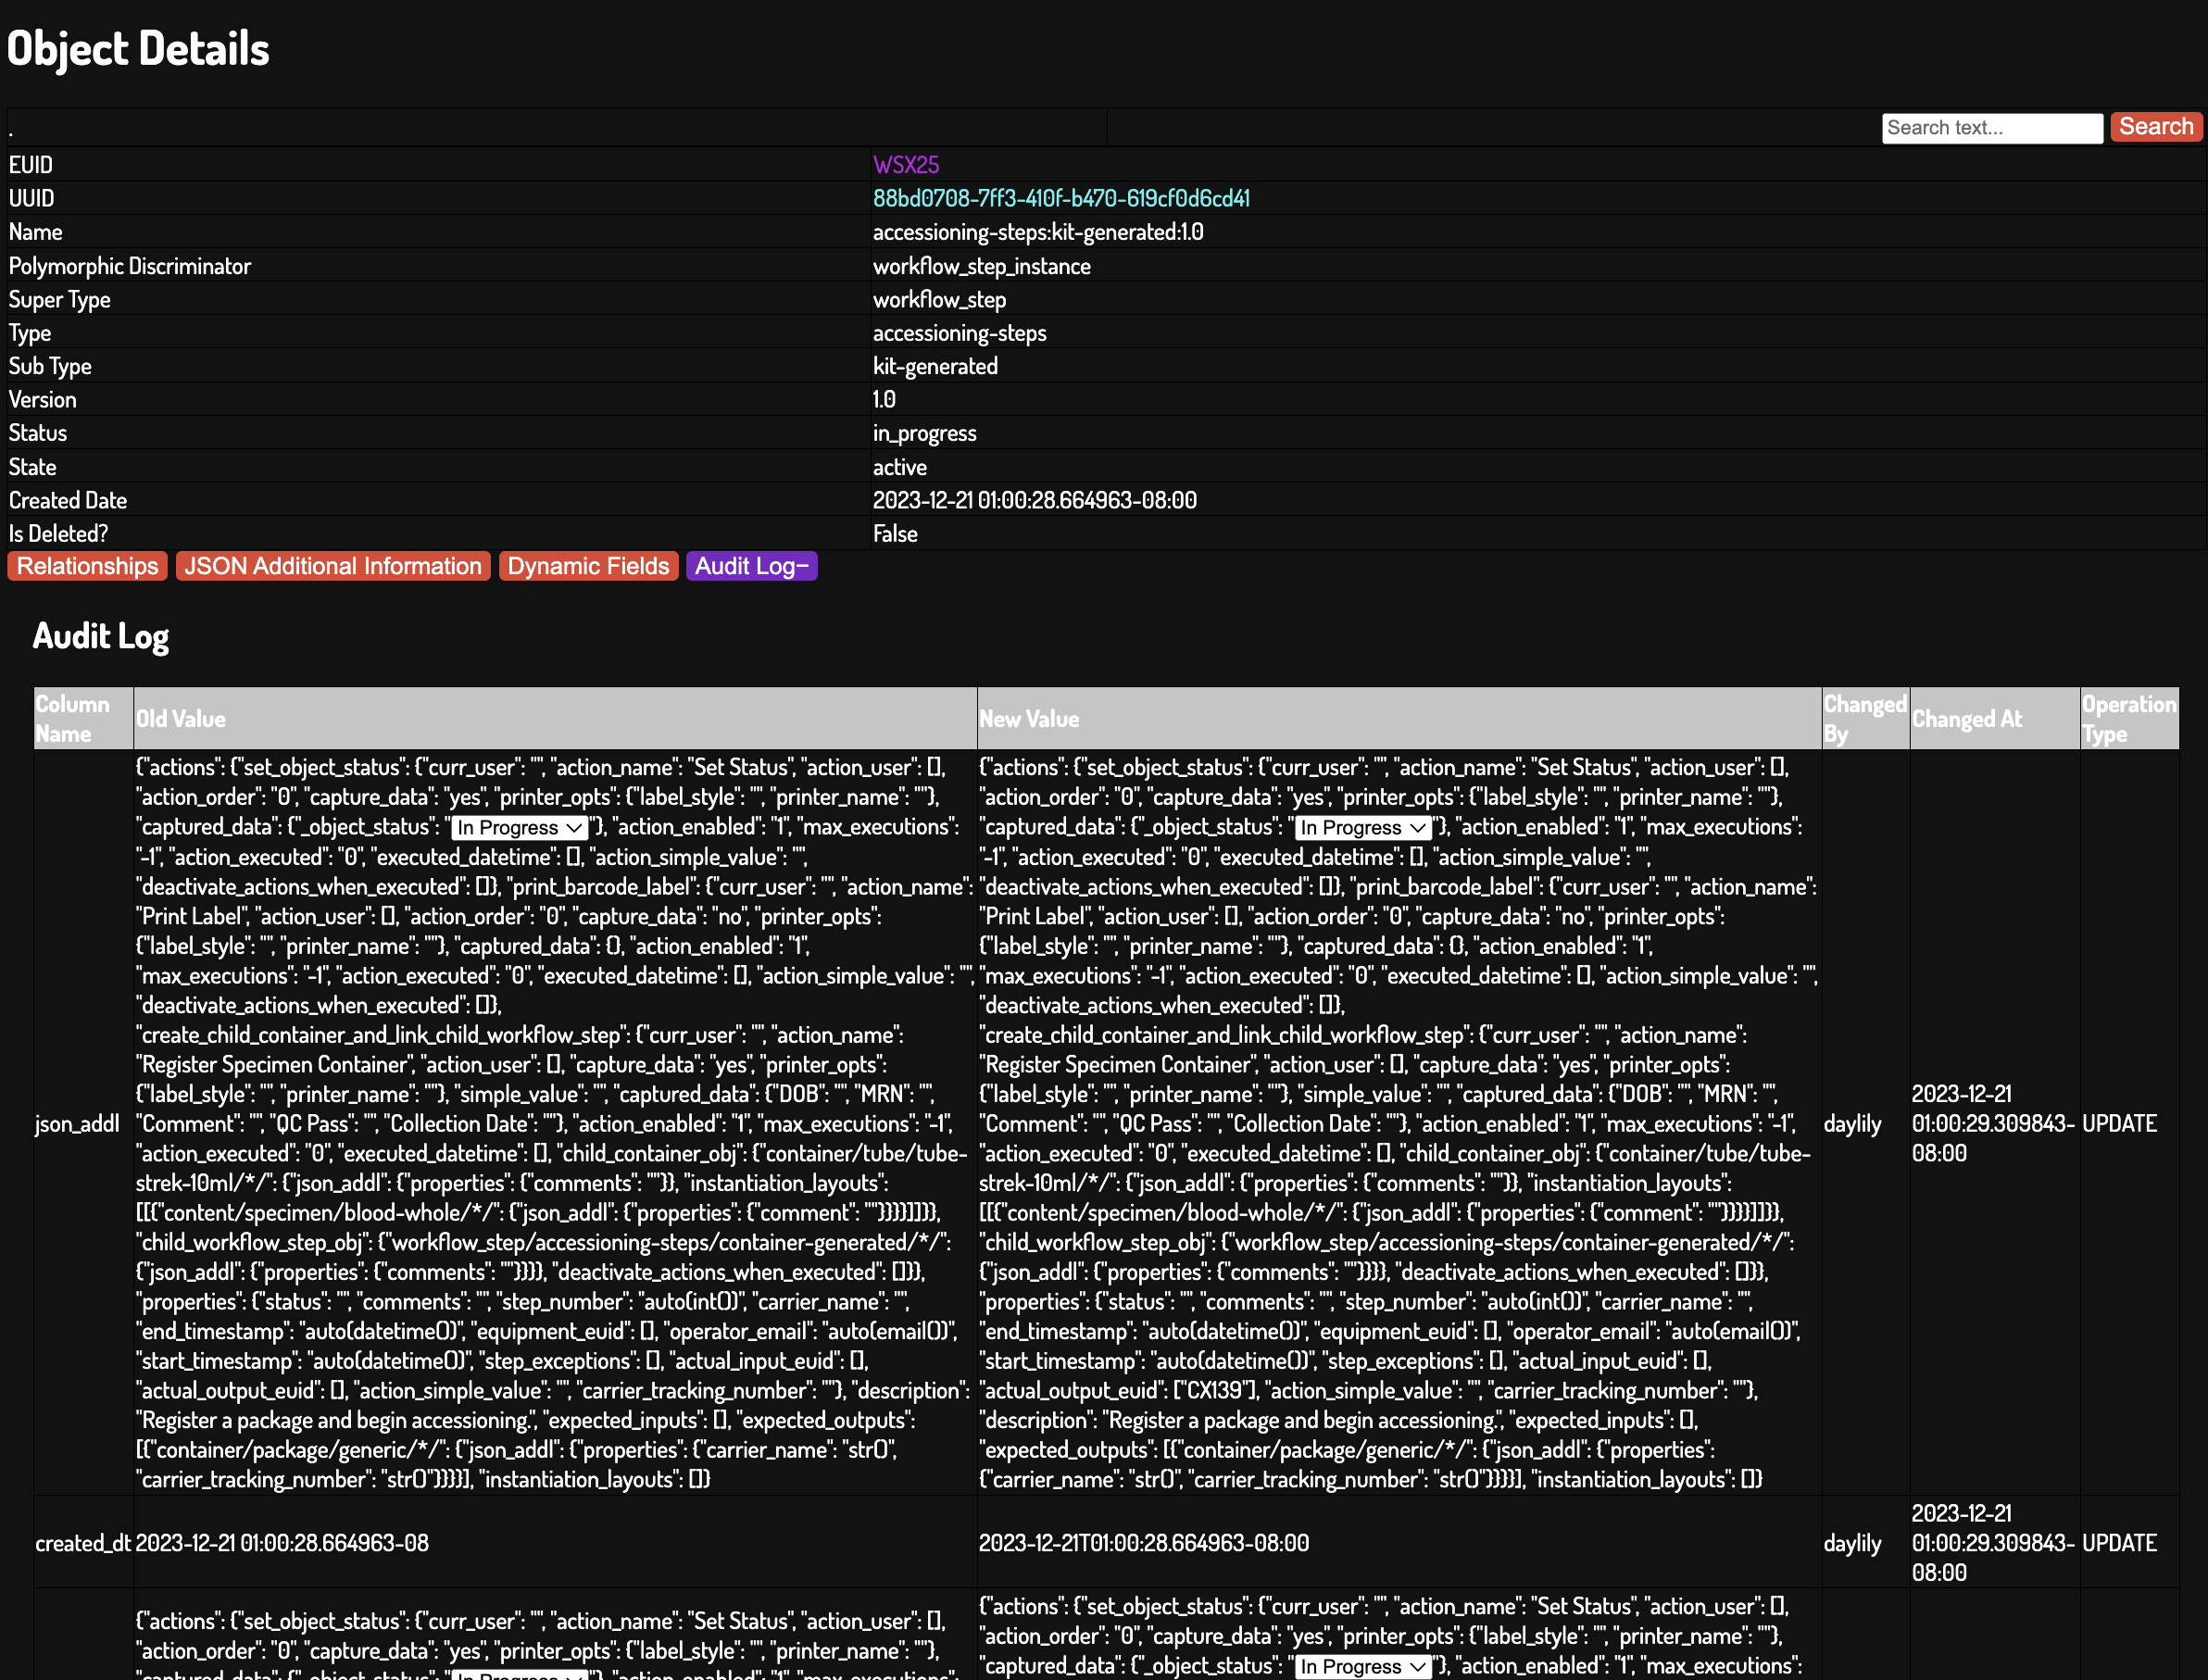 Object Details
.
Search text...
Search
EUID
WSX25
UUID
88bd0708-7ff3-410f-b470-619cf0d6cd41
Name
accessioning-steps:kit-generated:1.0
Polymorphic Discriminator
workflow_step_instance
Super Type
workflow_step
Type
accessioning-steps
Sub Type
kit-generated
Version
1.0
Status
in_progress
State
active
Created Date
2023-12-21 01:00:28.664963-08:00
Is Deleted?
False
Relationships
JSON Additional Information
Dynamic Fields
Audit Log−
Audit Log
Column
Name
Old Value
New Value
Changed
By
Changed At
Operation
Type
json_addl
{"actions": {"set_object_status": {"curr_user": "", "action_name": "Set Status", "action_user": [],
"action_order": "0", "capture_data": "yes", "printer_opts": {"label_style": "", "printer_name": ""},
"captured_data": {"_object_status": "In Progress"}, "action_enabled": "1", "max_executions":
"-1", "action_executed": "0", "executed_datetime": [], "action_simple_value": "",
"deactivate_actions_when_executed": []}, "print_barcode_label": {"curr_user": "", "action_name":
"Print Label", "action_user": [], "action_order": "0", "capture_data": "no", "printer_opts":
{"label_style": "", "printer_name": ""}, "captured_data": {}, "action_enabled": "1",
"max_executions": "-1", "action_executed": "0", "executed_datetime": [], "action_simple_value": "",
"deactivate_actions_when_executed": []},
"create_child_container_and_link_child_workflow_step": {"curr_user": "", "action_name":
"Register Specimen Container", "action_user": [], "capture_data": "yes", "printer_opts":
{"label_style": "", "printer_name": ""}, "simple_value": "", "captured_data": {"DOB": "", "MRN": "",
"Comment": "", "QC Pass": "", "Collection Date": ""}, "action_enabled": "1", "max_executions": "-1",
"action_executed": "0", "executed_datetime": [], "child_container_obj": {"container/tube/tube-
strek-10ml/*/": {"json_addl": {"properties": {"comments": ""}}, "instantiation_layouts":
[[{"content/specimen/blood-whole/*/": {"json_addl": {"properties": {"comment": ""}}}}]]}},
"child_workflow_step_obj": {"workflow_step/accessioning-steps/container-generated/*/":
{"json_addl": {"properties": {"comments": ""}}}}, "deactivate_actions_when_executed": []}},
"properties": {"status": "", "comments": "", "step_number": "auto(int())", "carrier_name": "",
"end_timestamp": "auto(datetime())", "equipment_euid": [], "operator_email": "auto(email())",
"start_timestamp": "auto(datetime())", "step_exceptions": [], "actual_input_euid": [],
"actual_output_euid": [], "action_simple_value": "", "carrier_tracking_number": ""}, "description":
"Register a package and begin accessioning.", "expected_inputs": [], "expected_outputs":
[{"container/package/generic/*/": {"json_addl": {"properties": {"carrier_name": "str()",
"carrier_tracking_number": "str()"}}}}], "instantiation_layouts": []}
{"actions": {"set_object_status": {"curr_user": "", "action_name": "Set Status", "action_user": [],
"action_order": "0", "capture_data": "yes", "printer_opts": {"label_style": "", "printer_name": ""},
"captured_data": {"_object_status": "In Progress"}, "action_enabled": "1", "max_executions":
"-1", "action_executed": "0", "executed_datetime": [], "action_simple_value": "",
"deactivate_actions_when_executed": []}, "print_barcode_label": {"curr_user": "", "action_name":
"Print Label", "action_user": [], "action_order": "0", "capture_data": "no", "printer_opts":
{"label_style": "", "printer_name": ""}, "captured_data": {}, "action_enabled": "1",
"max_executions": "-1", "action_executed": "0", "executed_datetime": [], "action_simple_value": "",
"deactivate_actions_when_executed": []},
"create_child_container_and_link_child_workflow_step": {"curr_user": "", "action_name":
"Register Specimen Container", "action_user": [], "capture_data": "yes", "printer_opts":
{"label_style": "", "printer_name": ""}, "simple_value": "", "captured_data": {"DOB": "", "MRN": "",
"Comment": "", "QC Pass": "", "Collection Date": ""}, "action_enabled": "1", "max_executions": "-1",
"action_executed": "0", "executed_datetime": [], "child_container_obj": {"container/tube/tube-
strek-10ml/*/": {"json_addl": {"properties": {"comments": ""}}, "instantiation_layouts":
[[{"content/specimen/blood-whole/*/": {"json_addl": {"properties": {"comment": ""}}}}]]}},
"child_workflow_step_obj": {"workflow_step/accessioning-steps/container-generated/*/":
{"json_addl": {"properties": {"comments": ""}}}}, "deactivate_actions_when_executed": []}},
"properties": {"status": "", "comments": "", "step_number": "auto(int())", "carrier_name": "",
"end_timestamp": "auto(datetime())", "equipment_euid": [], "operator_email": "auto(email())",
"start_timestamp": "auto(datetime())", "step_exceptions": [], "actual_input_euid": [],
"actual_output_euid": ["CX139"], "action_simple_value": "", "carrier_tracking_number": ""},
"description": "Register a package and begin accessioning.", "expected_inputs": [],
"expected_outputs": [{"container/package/generic/*/": {"json_addl": {"properties":
{"carrier_name": "str()", "carrier_tracking_number": "str()"}}}}], "instantiation_layouts": []}
daylily
2023-12-21
01:00:29.309843-
08:00
UPDATE
created_dt
2023-12-21 01:00:28.664963-08
2023-12-21T01:00:28.664963-08:00
daylily
2023-12-21
01:00:29.309843-
08:00
UPDATE
{"actions": {"set_object_status": {"curr_user": "", "action_name": "Set Status", "action_user": [],
"action_order": "0", "capture_data": "yes", "printer_opts": {"label_style": "", "printer_name": ""},
"captured_data": {"_object_status": "In Progress"}, "action_enabled": "1", "max_executions":
{"actions": {"set_object_status": {"curr_user": "", "action_name": "Set Status", "action_user": [],
"action_order": "0", "capture_data": "yes", "printer_opts": {"label_style": "", "printer_name": ""},
"captured_data": {"_object_status": "In Progress"}, "action_enabled": "1", "max_executions":